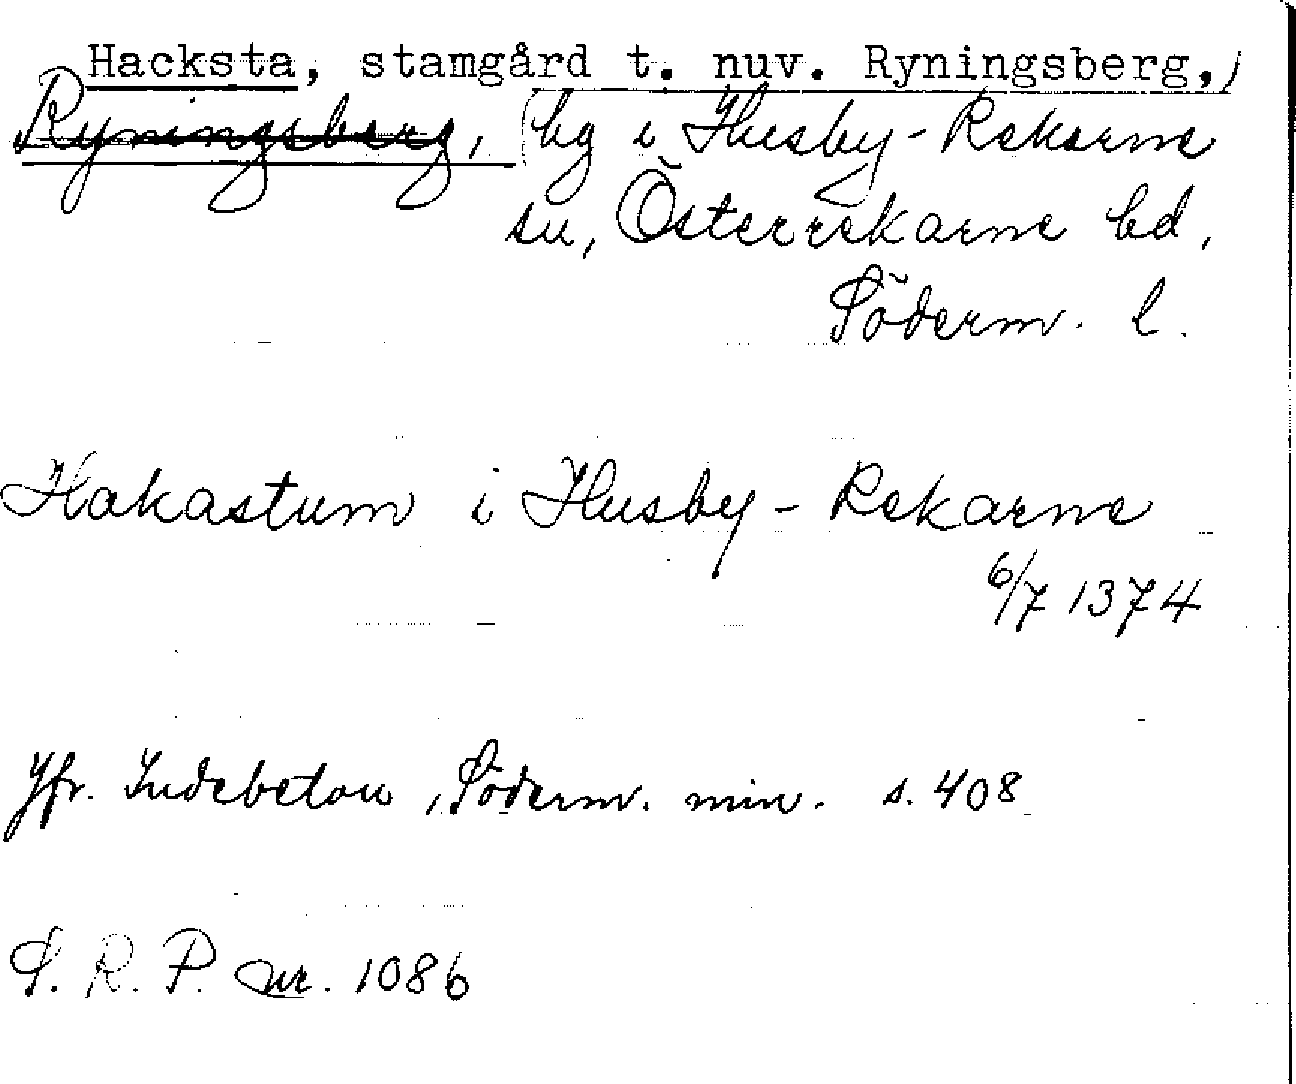 Hacksta, stamgård t. nuv. Ryningsberg,
Ryningsberg, bg i Husby-Rekarne
sn, Österrekarne hd,
Söderm. l.
Hakastum i Husby-Rekarne
6/7 1374
Jfr. Indebetou, Söderm. min. s. 408
S. R. P. nr. 1086